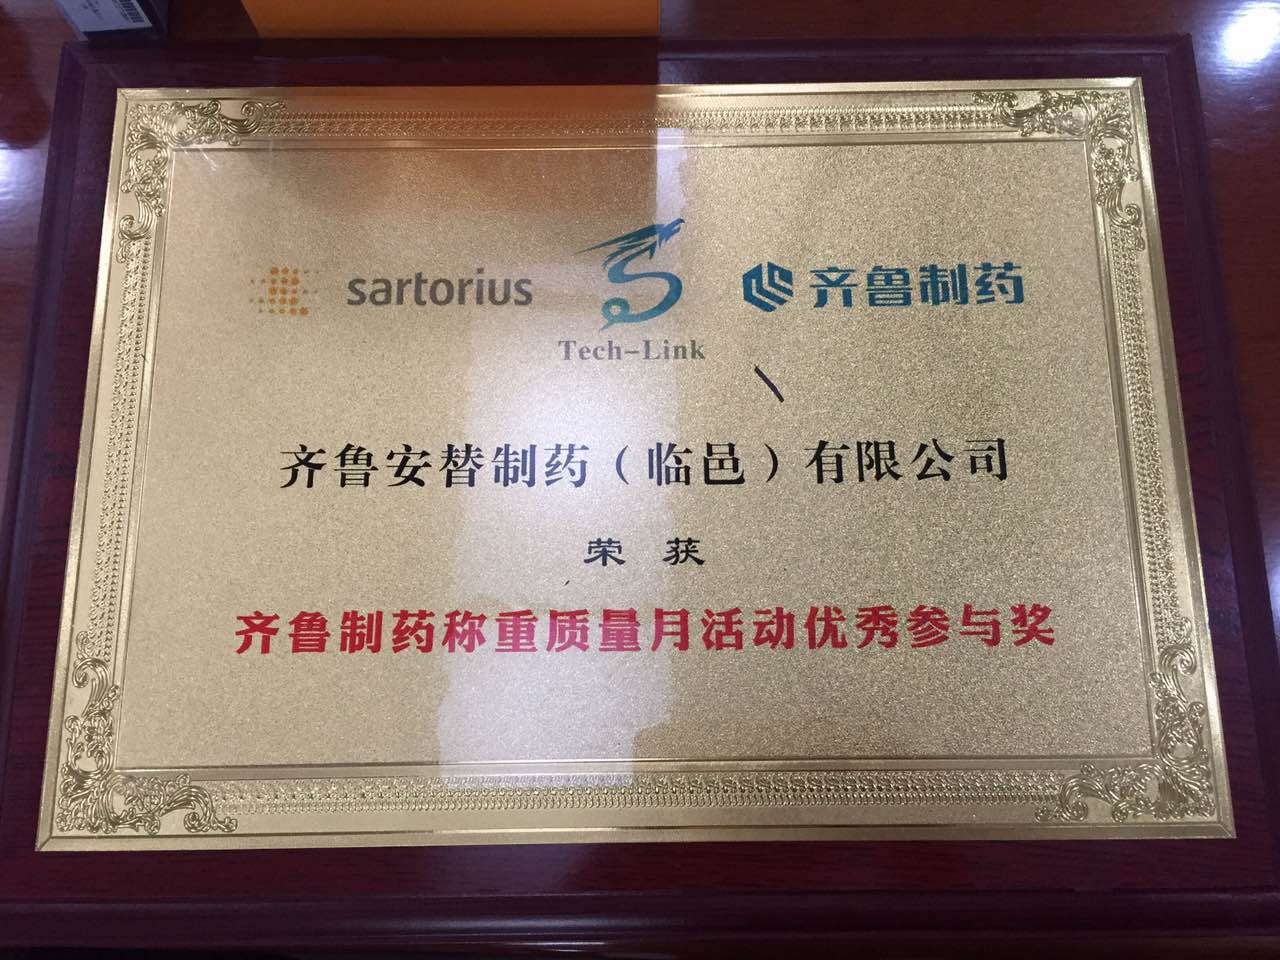 sartorius
Tech-Link
齐鲁制药
齐鲁安替制药（临邑）有限公司
荣 获
齐鲁制药称重质量月活动优秀参与奖